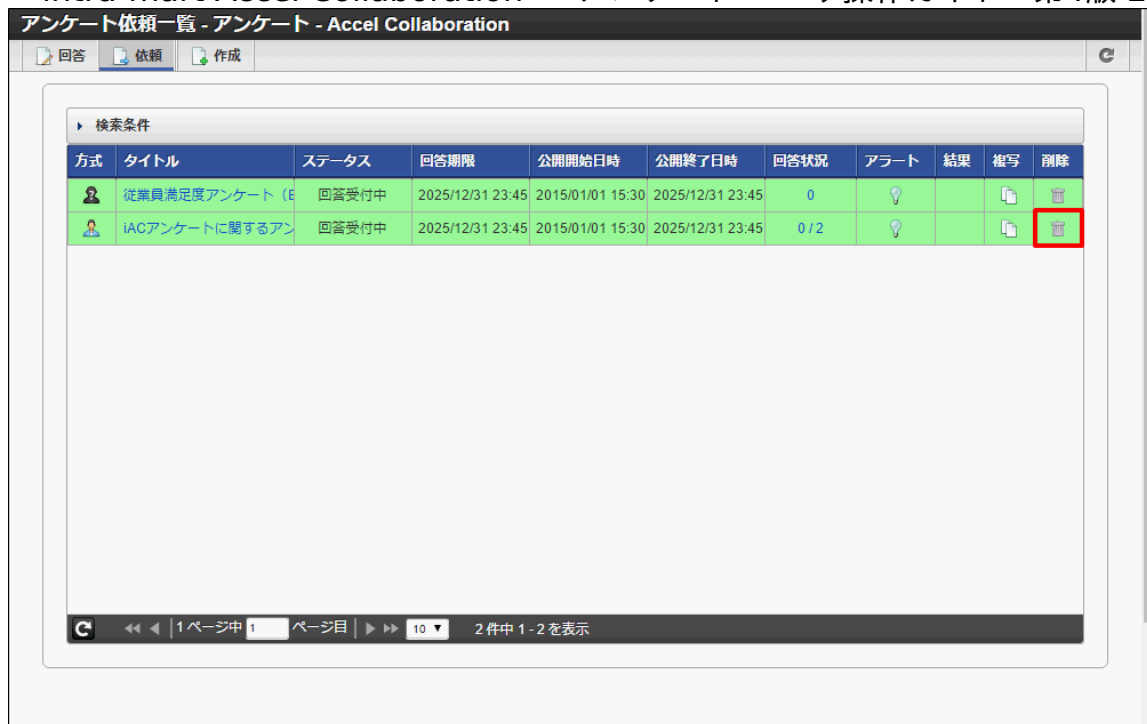 アンケート依頼一覧 - アンケート - Accel Collaboration
回答 依頼 作成
検索条件
方式 タイトル ステータス 回答期限 公開開始日時 公開終了日時 回答状況 アラート 結果 複写 削除
従業員満足度アンケート（E 回答受付中 2025/12/31 23:45 2015/01/01 15:30 2025/12/31 23:45 0
iACアンケートに関するアン 回答受付中 2025/12/31 23:45 2015/01/01 15:30 2025/12/31 23:45 0 / 2
1 ページ中 1 ページ目 10 2 件中 1 - 2 を表示